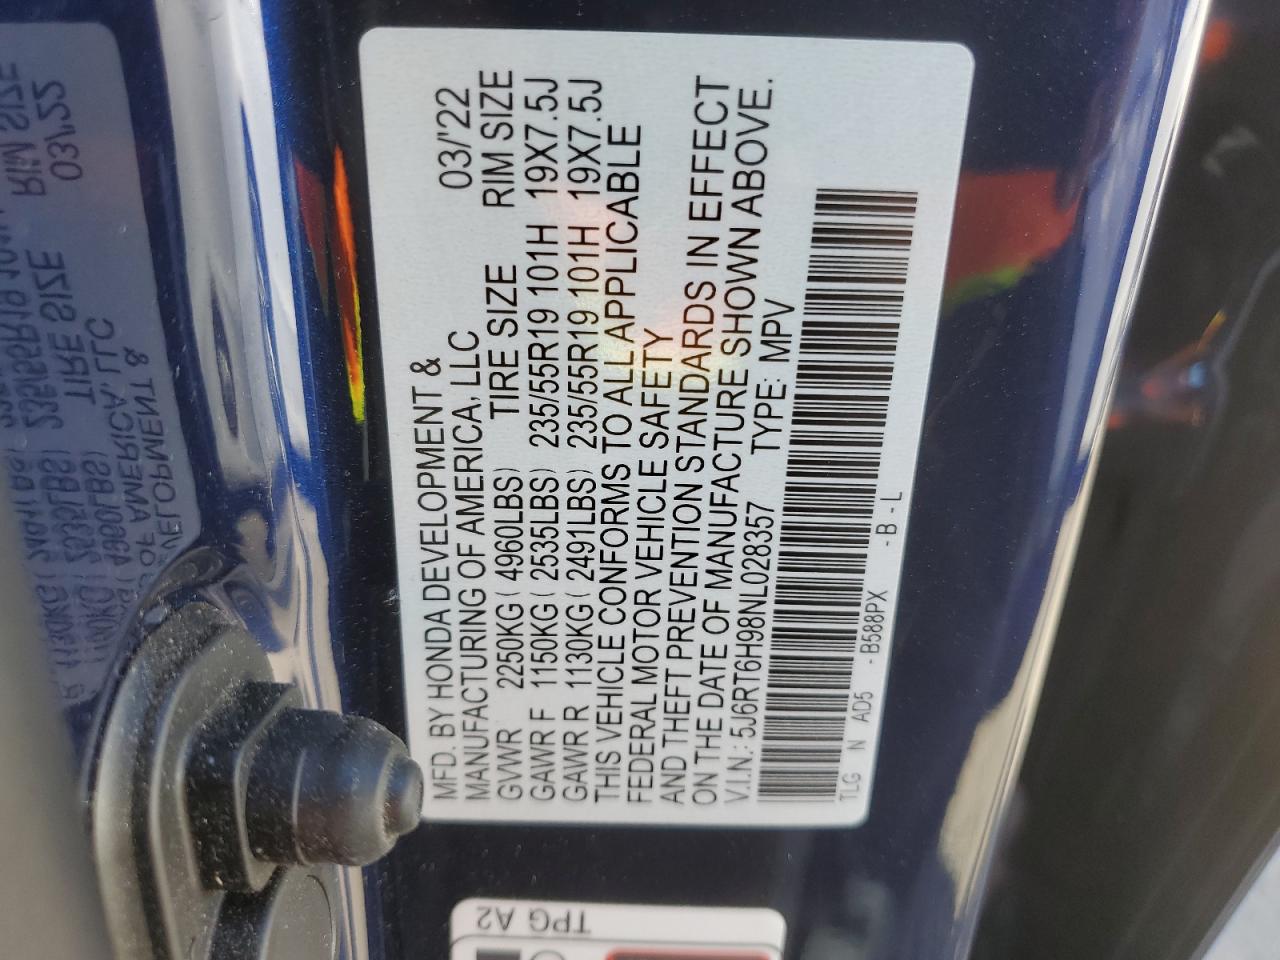 MFD. BY HONDA DEVELOPMENT &
MANUFACTURING OF AMERICA, LLC 03/'22
GVWR 2250KG ( 4960LBS) TIRE SIZE RIM SIZE
GAWR F 1150KG ( 2535LBS) 235/55R19 101H 19X7.5J
GAWR R 1130KG ( 2491LBS) 235/55R19 101H 19X7.5J
THIS VEHICLE CONFORMS TO ALL APPLICABLE
FEDERAL MOTOR VEHICLE SAFETY
AND THEFT PREVENTION STANDARDS IN EFFECT
ON THE DATE OF MANUFACTURE SHOWN ABOVE.
V.I.N.: 5J6RT6H98NL028357 TYPE: MPV
TLG N AD5 - B588PX - B - L
TPG A2